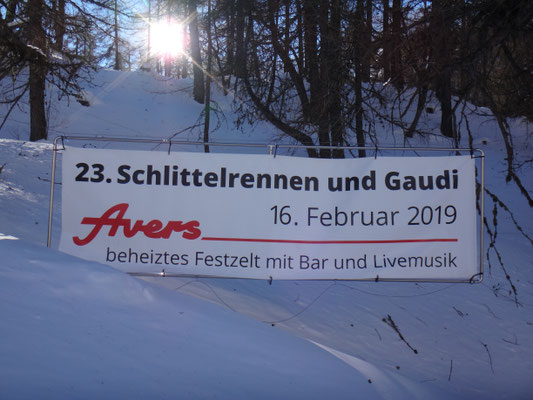 23. Schlittelrennen und Gaudi
16. Februar 2019
Avers
beheiztes Festzelt mit Bar und Livemusik